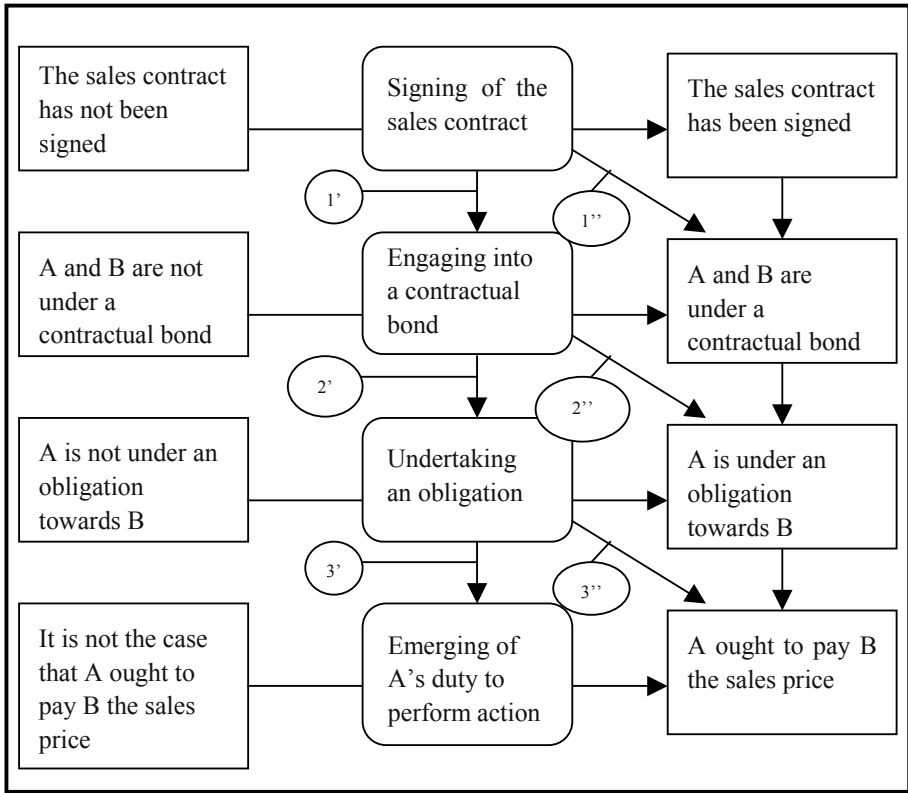 The sales contract
has not been
signed
Signing of the
sales contract
The sales contract
has been signed
1’
1’’
A and B are not
under a
contractual bond
Engaging into
a contractual
bond
A and B are
under a
contractual bond
2’
2’’
A is not under an
obligation
towards B
Undertaking
an obligation
A is under an
obligation
towards B
3’
3’’
It is not the case
that A ought to
pay B the sales
price
Emerging of
A’s duty to
perform action
A ought to pay B
the sales price